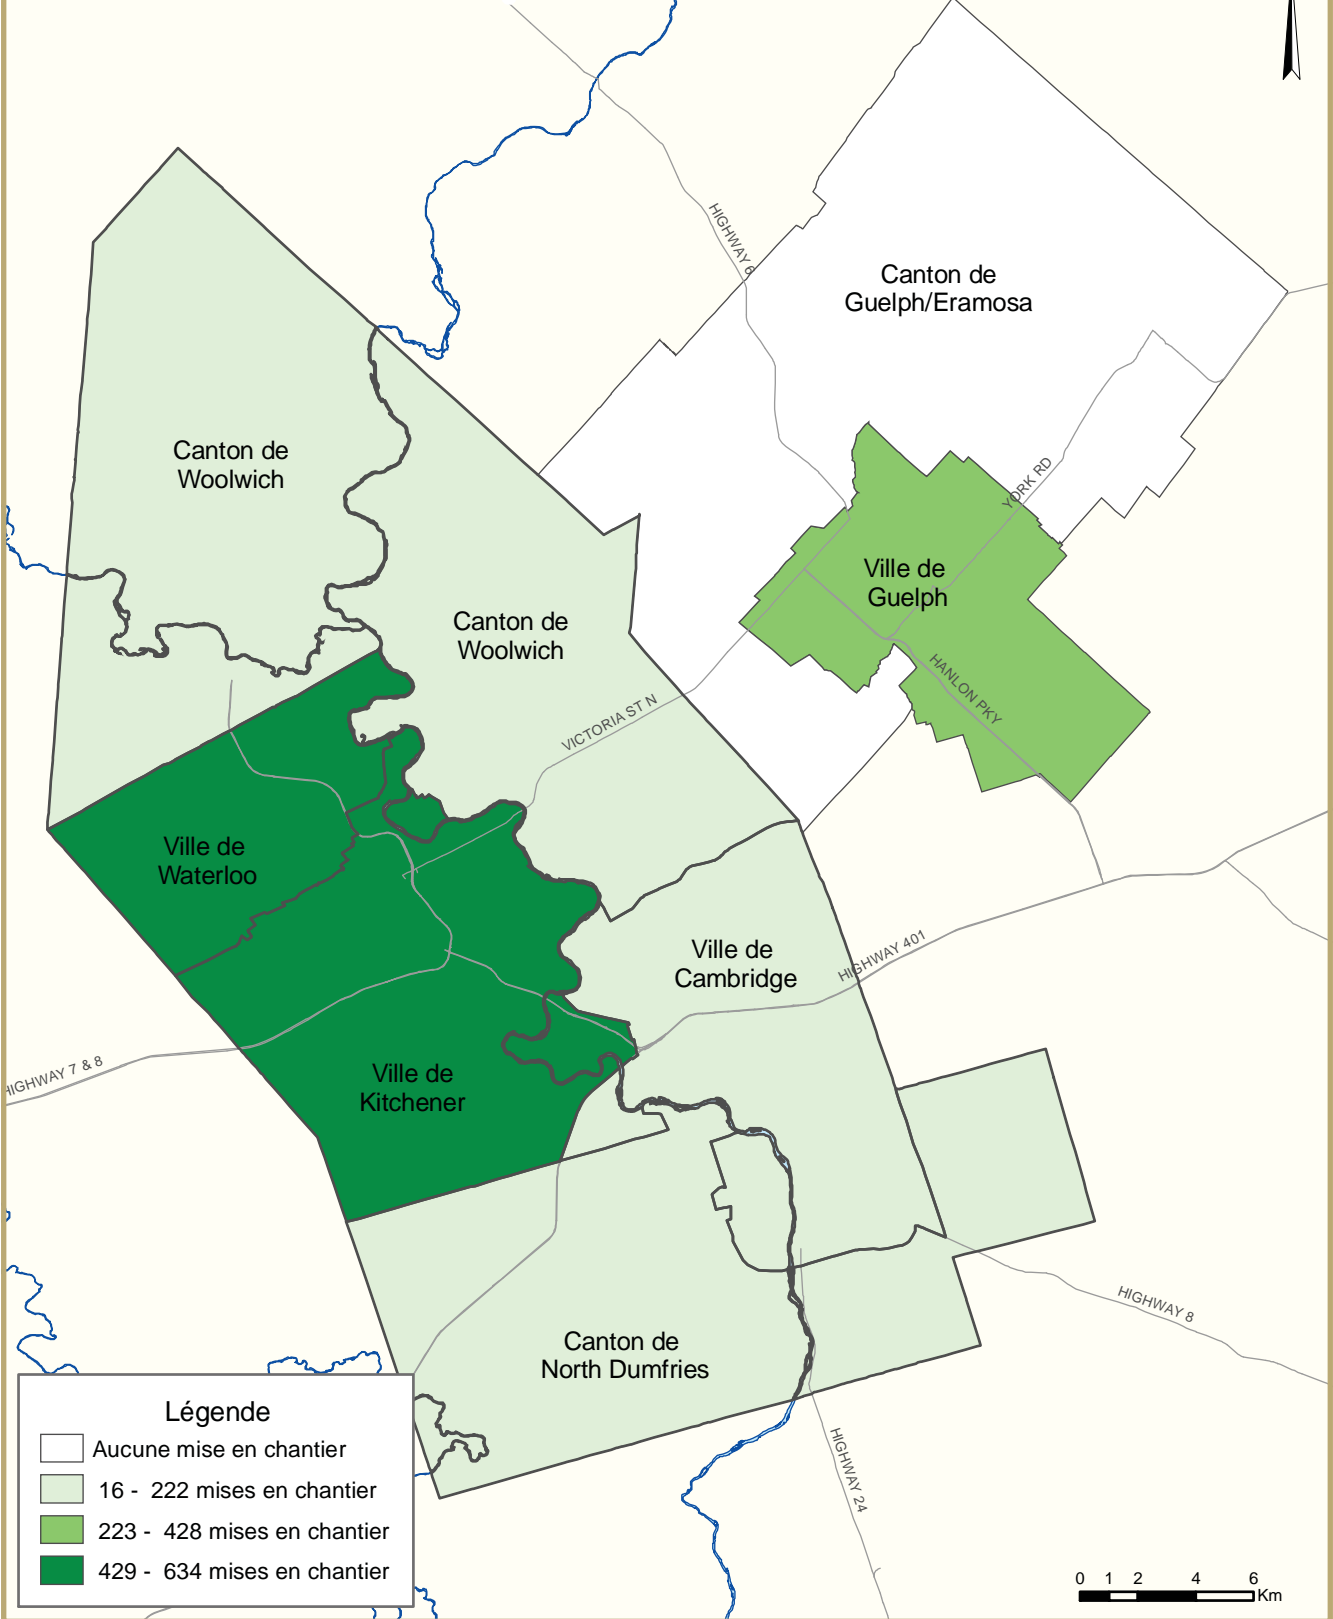 HIGHWAY 6
Canton de
Guelph/Eramosa
Canton de
Woolwich
YORK RD
Ville de
Guelph
Canton de
Woolwich
HANLON PKY
VICTORIA ST N
Ville de
Waterloo
Ville de
Cambridge
HIGHWAY 401
HIGHWAY 7 & 8
Ville de
Kitchener
HIGHWAY 8
Canton de
North Dumfries
HIGHWAY 24
Légende
Aucune mise en chantier
16 - 222 mises en chantier
223 - 428 mises en chantier
429 - 634 mises en chantier
0 1 2 4 6
Km